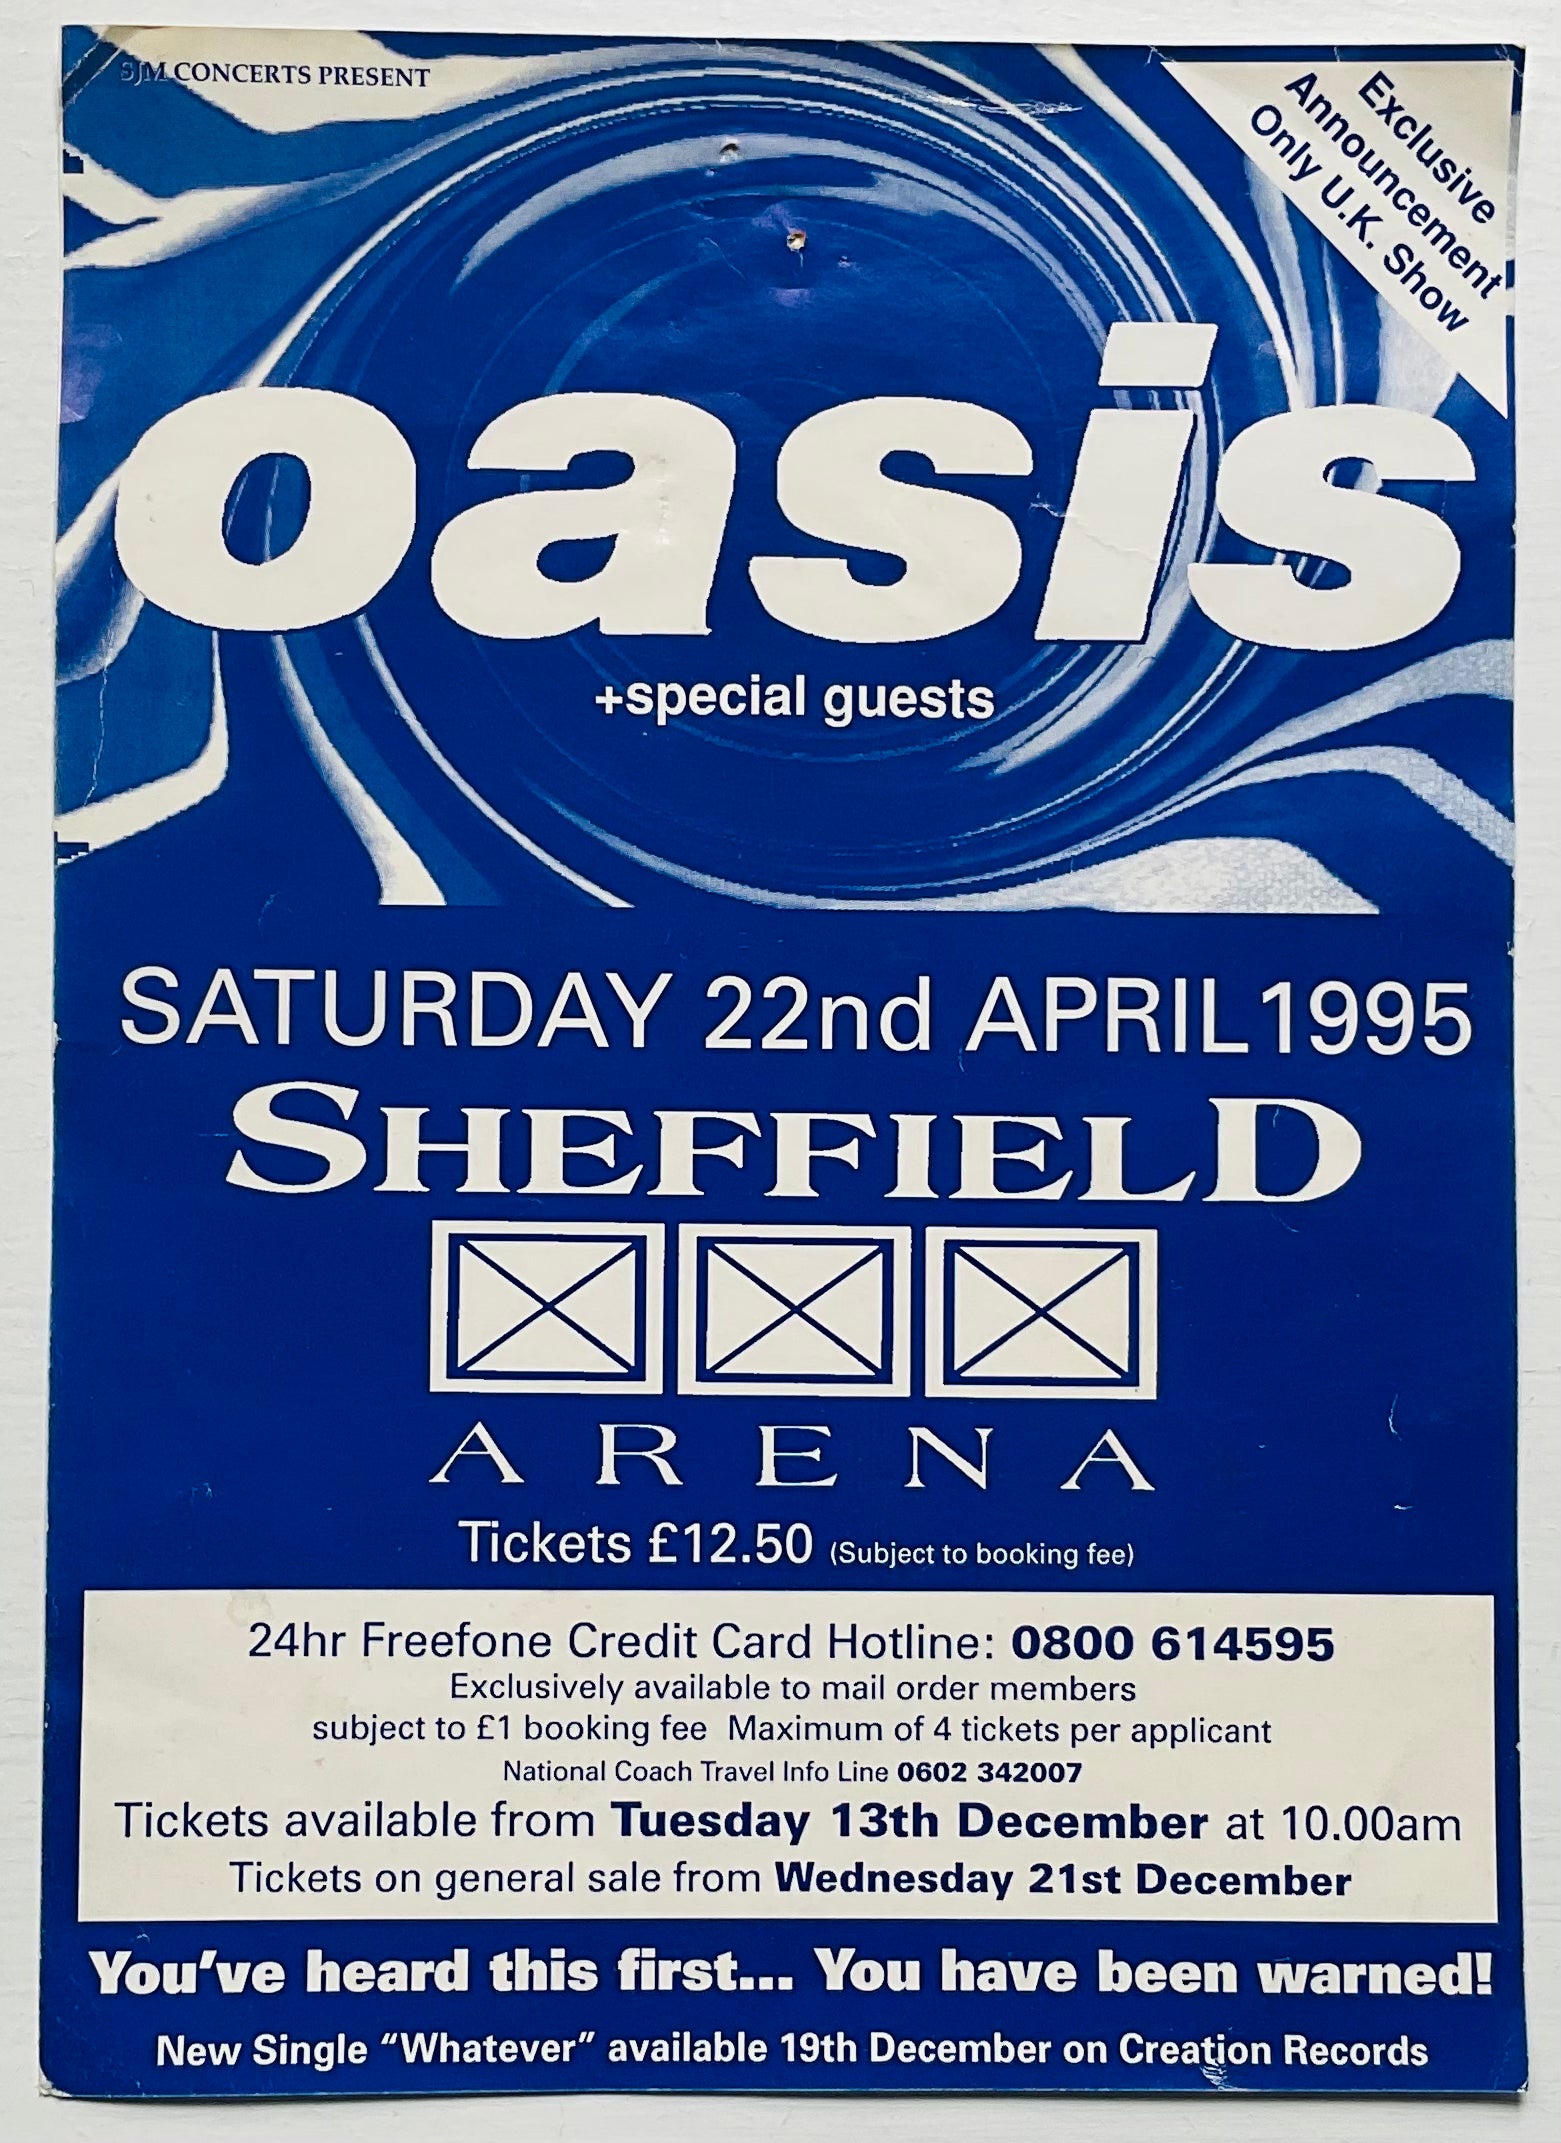 SJM CONCERTS PRESENT
Exclusive
Announcement
Only U.K. Show
oasis
+special guests
SATURDAY 22nd APRIL 1995
SHEFFIELD
ARENA
Tickets £12.50 (Subject to booking fee)
24hr Freefone Credit Card Hotline: 0800 614595
Exclusively available to mail order members
subject to £1 booking fee Maximum of 4 tickets per applicant
National Coach Travel Info Line 0602 342007
Tickets available from Tuesday 13th December at 10.00am
Tickets on general sale from Wednesday 21st December
You've heard this first... You have been warned!
New Single “Whatever” available 19th December on Creation Records